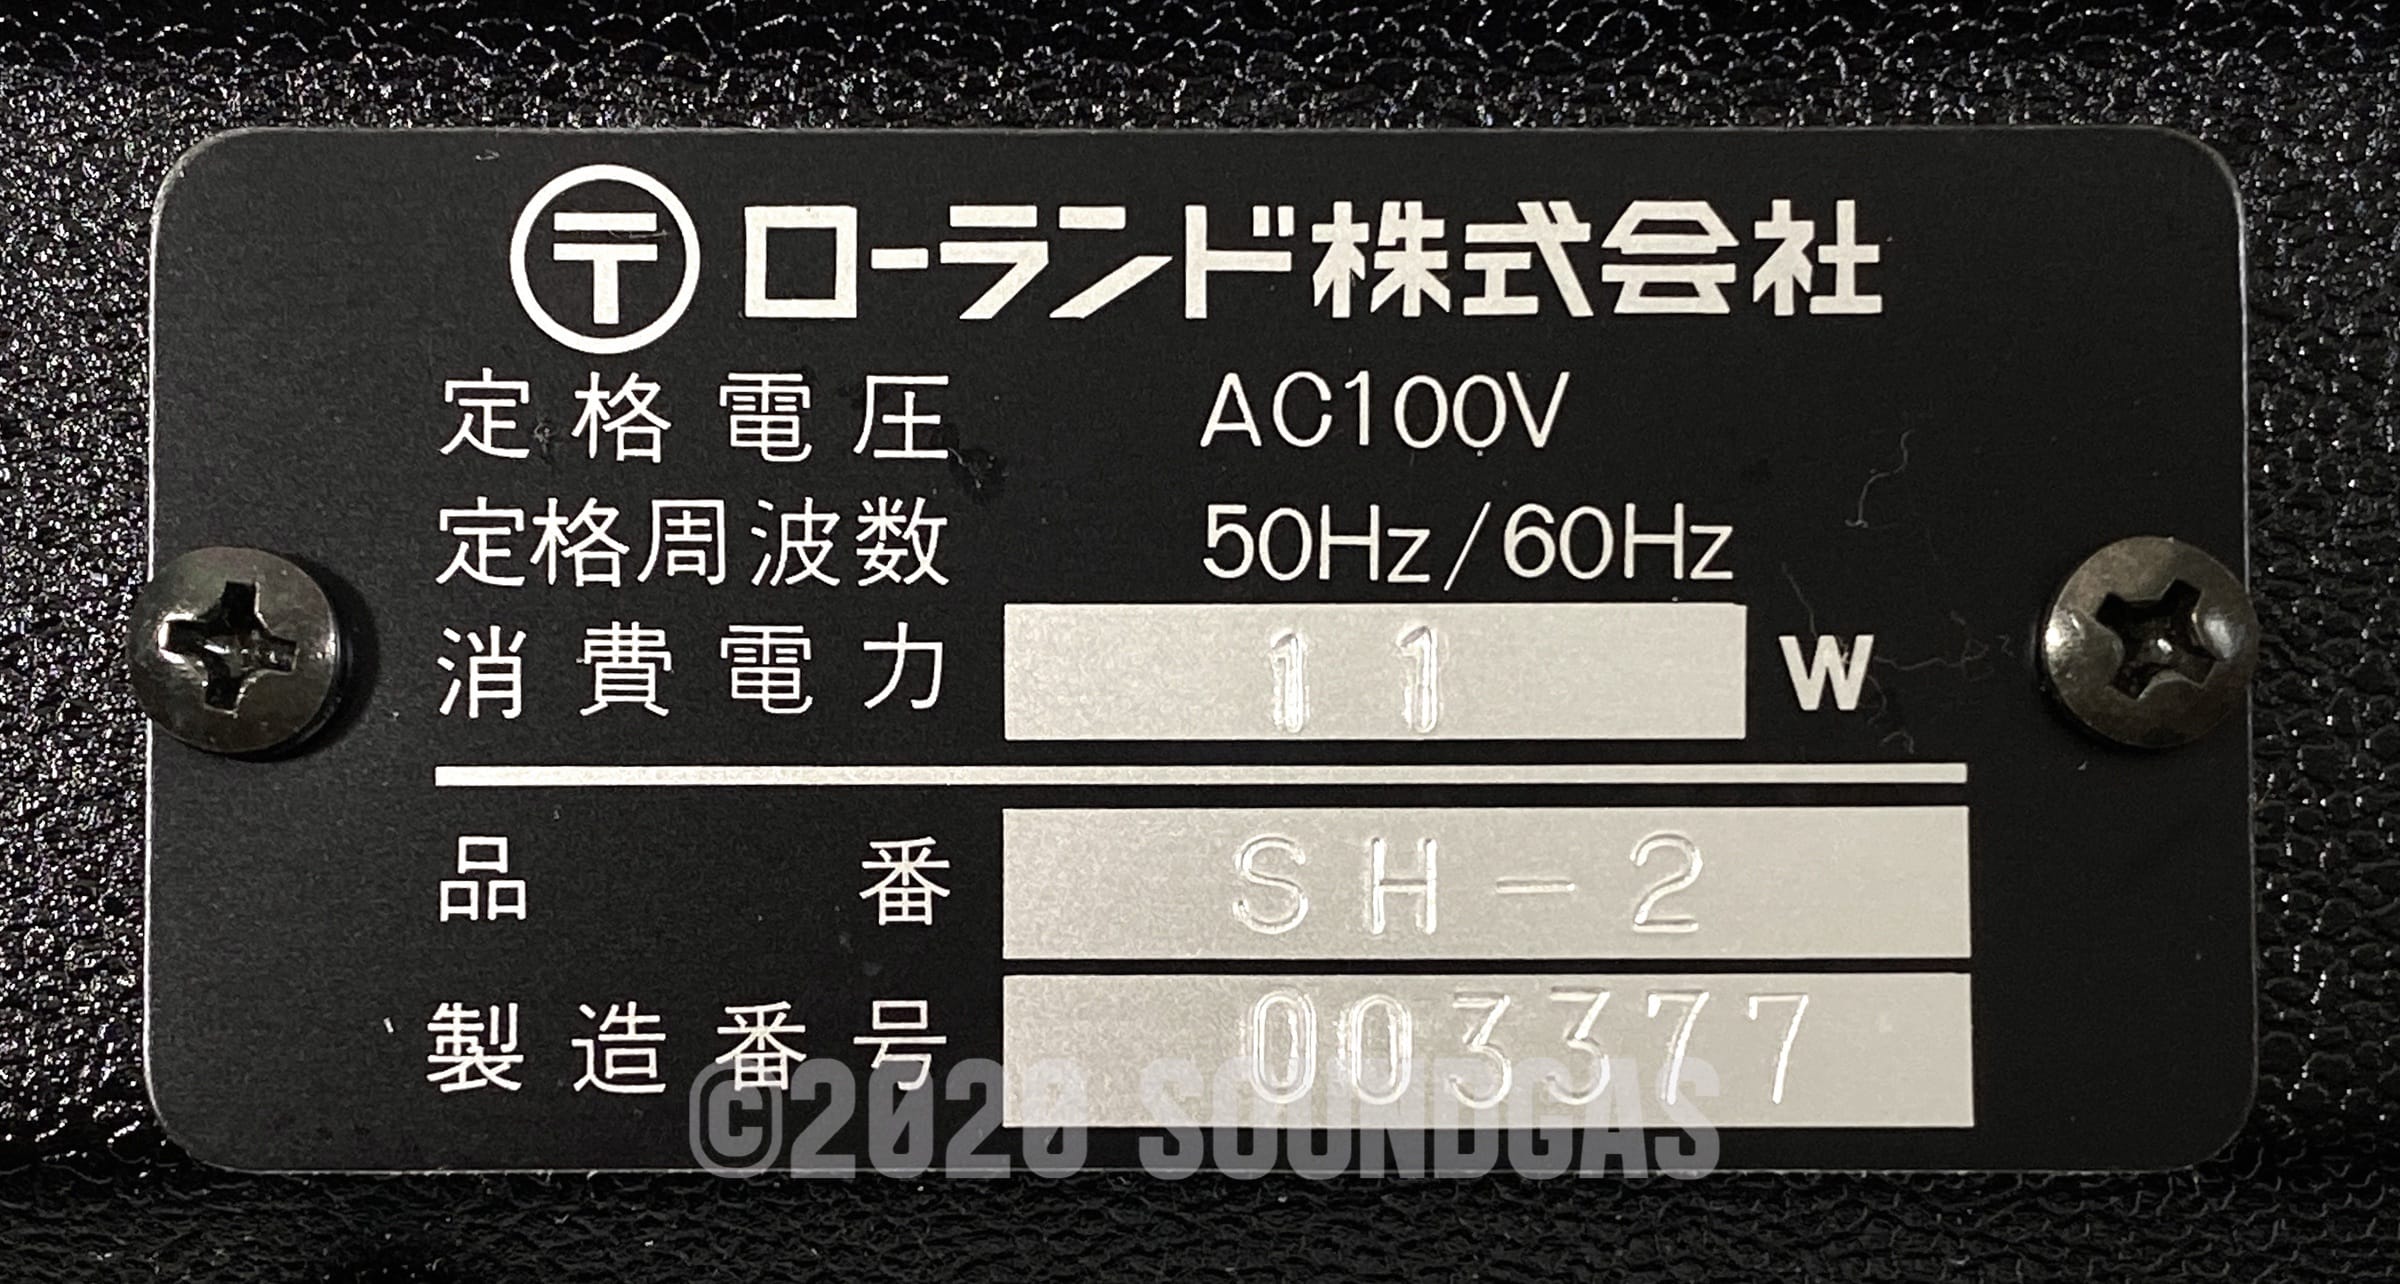 〒ローランド株式会社
定格電圧 AC100V
定格周波数 50Hz/60Hz
消費電力 11 W
品番 SH-2
製造番号 003377
©2020 SOUNDGAS